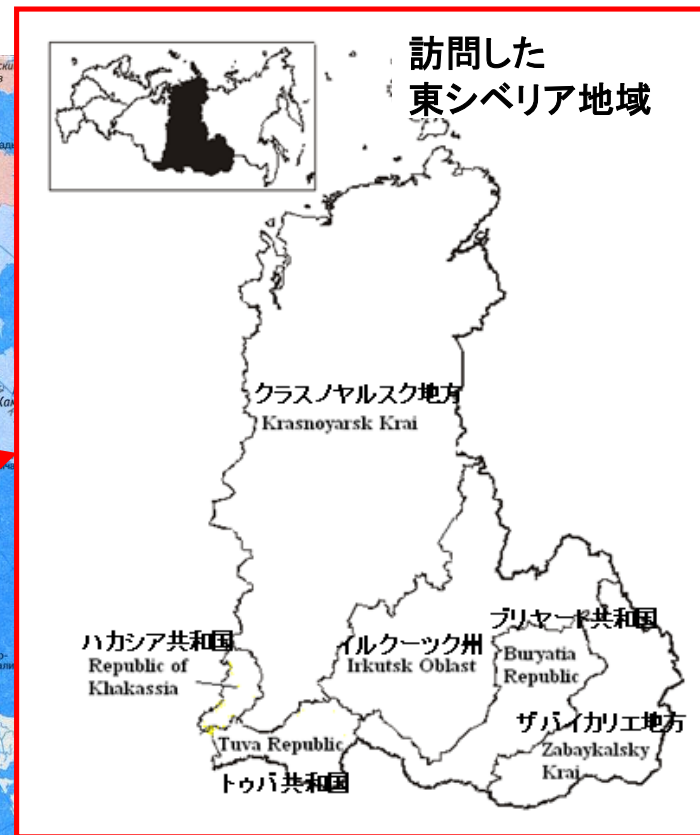 訪問した
東シベリア地域
クラスノヤルスク地方
Krasnoyarsk Krai
ハカシア共和国
Republic of
Khakassia
イルクーツク州
Irkutsk Oblast
ブリヤード共和国
Buryatia
Republic
ザバイカリエ地方
Zabaykalsky
Krai
Tuva Republic
トゥバ共和国